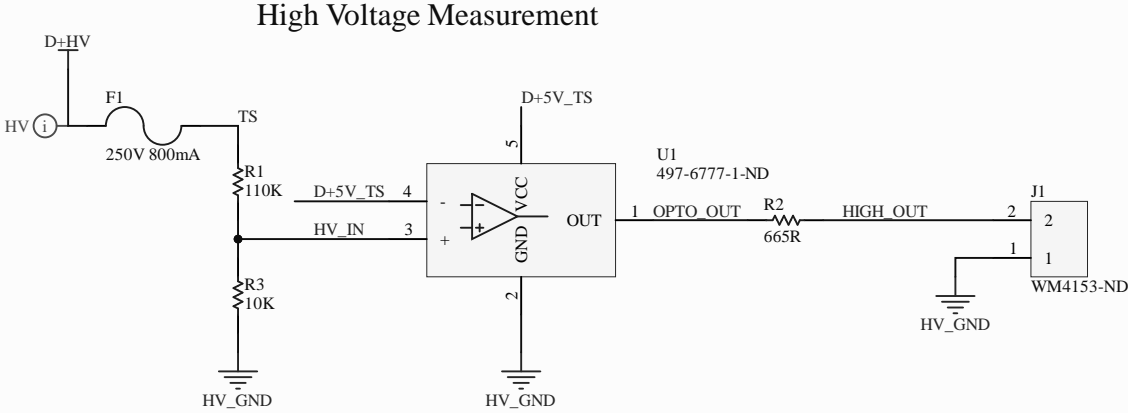 High Voltage Measurement
D+HV
F1
HV
i
TS
250V 800mA
D+5V_TS
5
U1
497-6777-1-ND
R1
110K
D+5V_TS
4
-
VCC
J1
HV_IN
3
+
GND
OUT
1
OPTO_OUT
R2
665R
HIGH_OUT
2
2
1
1
WM4153-ND
R3
10K
2
HV_GND
HV_GND
HV_GND